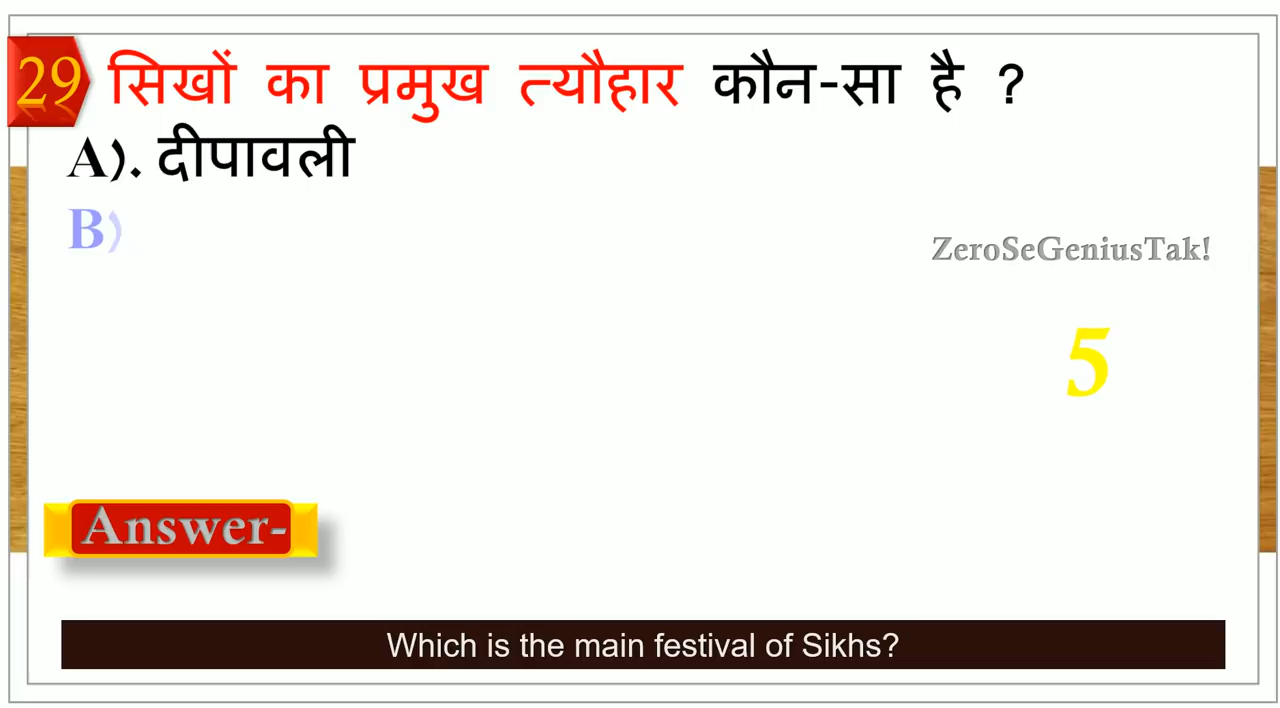 29 सिखों का प्रमुख त्यौहार कौन-सा है ?
A). दीपावली
B)
ZeroSeGeniusTak!
5
Answer-
Which is the main festival of Sikhs?